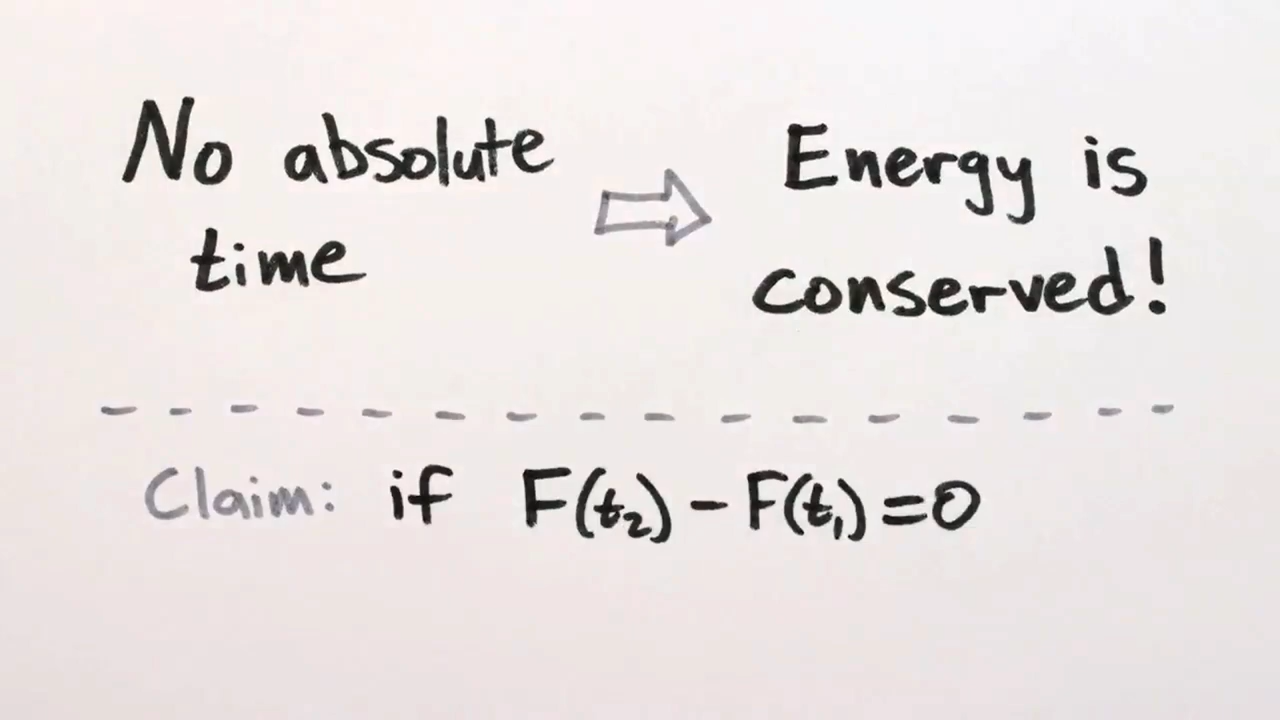 No absolute
time
Energy is
conserved!
Claim: if F(t₂) - F(t₁) = 0